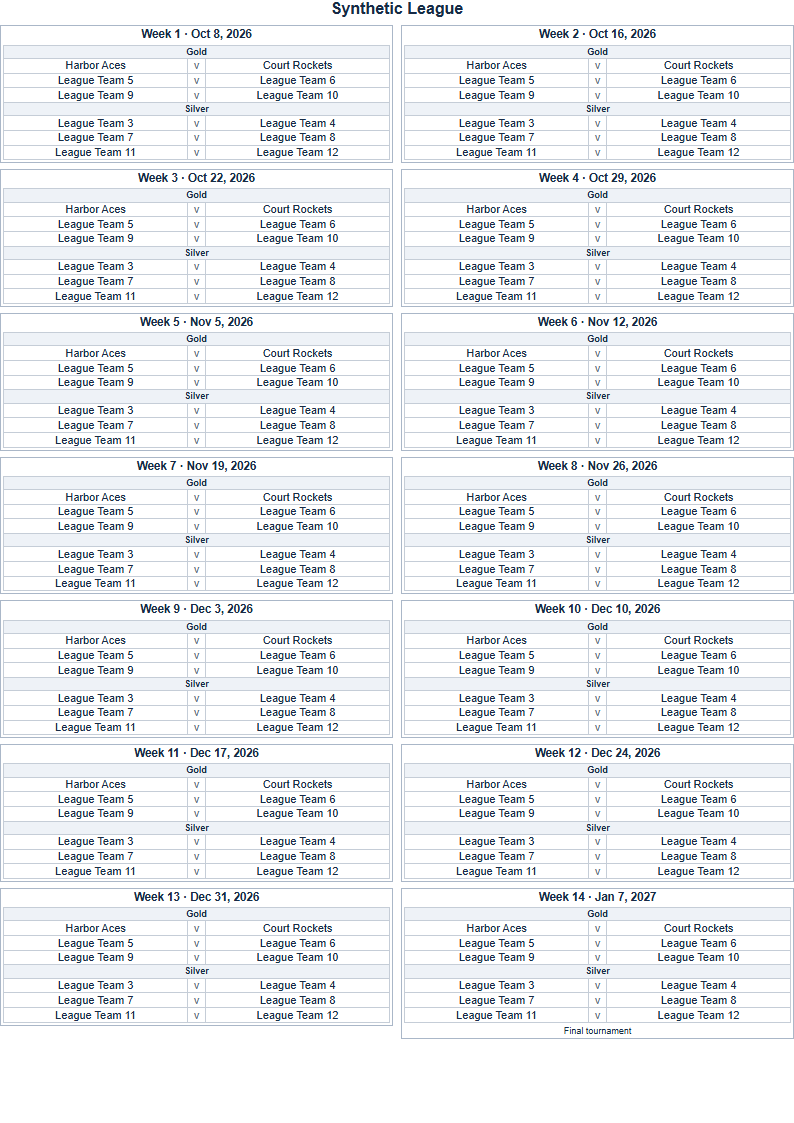 Synthetic League
Week 1 · Oct 8, 2026
Gold
Harbor Aces v Court Rockets
League Team 5 v League Team 6
League Team 9 v League Team 10
Silver
League Team 3 v League Team 4
League Team 7 v League Team 8
League Team 11 v League Team 12
Week 2 · Oct 16, 2026
Gold
Harbor Aces v Court Rockets
League Team 5 v League Team 6
League Team 9 v League Team 10
Silver
League Team 3 v League Team 4
League Team 7 v League Team 8
League Team 11 v League Team 12
Week 3 · Oct 22, 2026
Gold
Harbor Aces v Court Rockets
League Team 5 v League Team 6
League Team 9 v League Team 10
Silver
League Team 3 v League Team 4
League Team 7 v League Team 8
League Team 11 v League Team 12
Week 4 · Oct 29, 2026
Gold
Harbor Aces v Court Rockets
League Team 5 v League Team 6
League Team 9 v League Team 10
Silver
League Team 3 v League Team 4
League Team 7 v League Team 8
League Team 11 v League Team 12
Week 5 · Nov 5, 2026
Gold
Harbor Aces v Court Rockets
League Team 5 v League Team 6
League Team 9 v League Team 10
Silver
League Team 3 v League Team 4
League Team 7 v League Team 8
League Team 11 v League Team 12
Week 6 · Nov 12, 2026
Gold
Harbor Aces v Court Rockets
League Team 5 v League Team 6
League Team 9 v League Team 10
Silver
League Team 3 v League Team 4
League Team 7 v League Team 8
League Team 11 v League Team 12
Week 7 · Nov 19, 2026
Gold
Harbor Aces v Court Rockets
League Team 5 v League Team 6
League Team 9 v League Team 10
Silver
League Team 3 v League Team 4
League Team 7 v League Team 8
League Team 11 v League Team 12
Week 8 · Nov 26, 2026
Gold
Harbor Aces v Court Rockets
League Team 5 v League Team 6
League Team 9 v League Team 10
Silver
League Team 3 v League Team 4
League Team 7 v League Team 8
League Team 11 v League Team 12
Week 9 · Dec 3, 2026
Gold
Harbor Aces v Court Rockets
League Team 5 v League Team 6
League Team 9 v League Team 10
Silver
League Team 3 v League Team 4
League Team 7 v League Team 8
League Team 11 v League Team 12
Week 10 · Dec 10, 2026
Gold
Harbor Aces v Court Rockets
League Team 5 v League Team 6
League Team 9 v League Team 10
Silver
League Team 3 v League Team 4
League Team 7 v League Team 8
League Team 11 v League Team 12
Week 11 · Dec 17, 2026
Gold
Harbor Aces v Court Rockets
League Team 5 v League Team 6
League Team 9 v League Team 10
Silver
League Team 3 v League Team 4
League Team 7 v League Team 8
League Team 11 v League Team 12
Week 12 · Dec 24, 2026
Gold
Harbor Aces v Court Rockets
League Team 5 v League Team 6
League Team 9 v League Team 10
Silver
League Team 3 v League Team 4
League Team 7 v League Team 8
League Team 11 v League Team 12
Week 13 · Dec 31, 2026
Gold
Harbor Aces v Court Rockets
League Team 5 v League Team 6
League Team 9 v League Team 10
Silver
League Team 3 v League Team 4
League Team 7 v League Team 8
League Team 11 v League Team 12
Week 14 · Jan 7, 2027
Gold
Harbor Aces v Court Rockets
League Team 5 v League Team 6
League Team 9 v League Team 10
Silver
League Team 3 v League Team 4
League Team 7 v League Team 8
League Team 11 v League Team 12
Final tournament